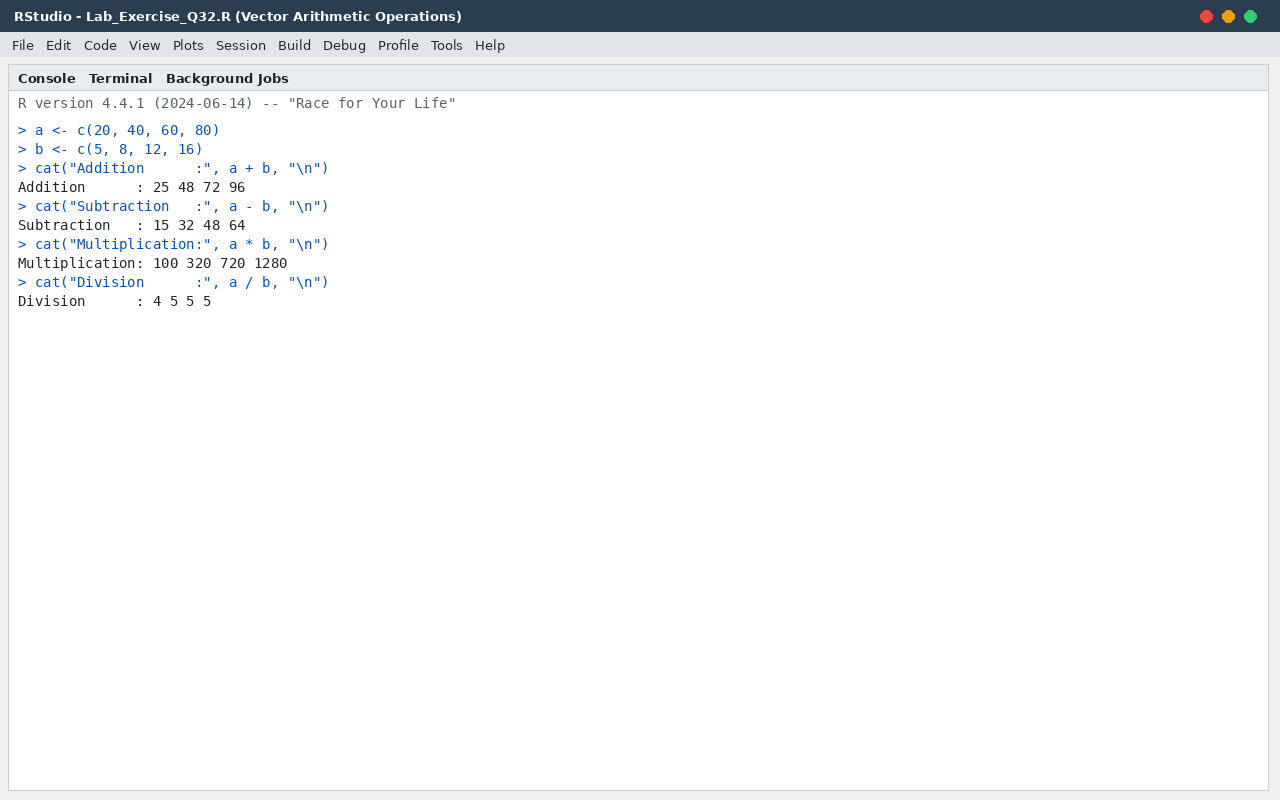 RStudio - Lab_Exercise_Q32.R (Vector Arithmetic Operations)
File Edit Code View Plots Session Build Debug Profile Tools Help
Console Terminal Background Jobs
R version 4.4.1 (2024-06-14) -- "Race for Your Life"
> a <- c(20, 40, 60, 80)
> b <- c(5, 8, 12, 16)
> cat("Addition      :", a + b, "\n")
Addition      : 25 48 72 96
> cat("Subtraction   :", a - b, "\n")
Subtraction   : 15 32 48 64
> cat("Multiplication:", a * b, "\n")
Multiplication: 100 320 720 1280
> cat("Division      :", a / b, "\n")
Division      : 4 5 5 5